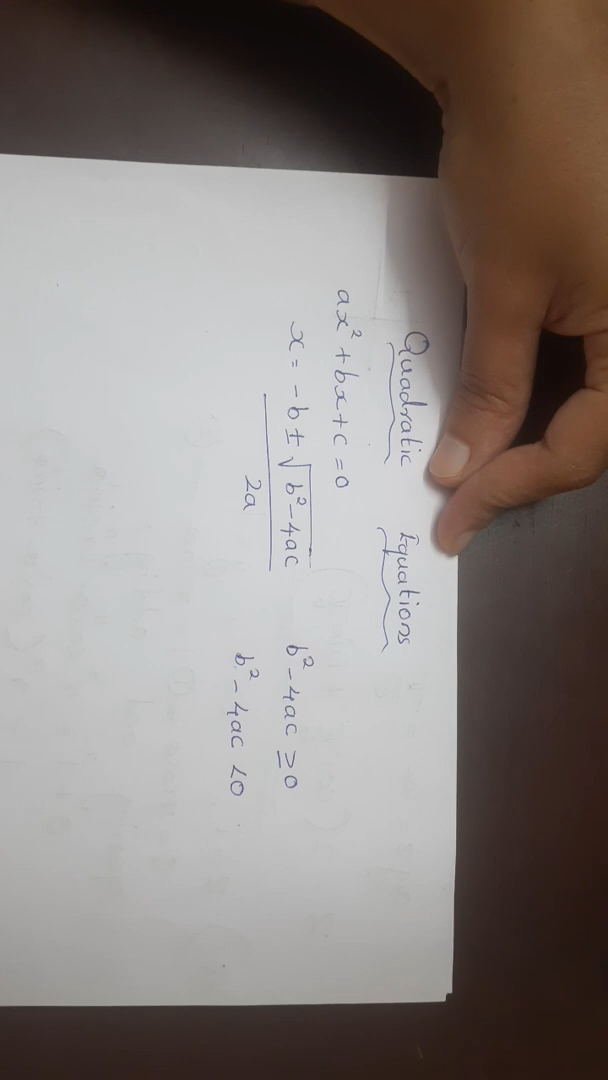 Quadratic Equations
ax² + bx + c = 0
x = -b ± √(b² - 4ac) / 2a
b² - 4ac ≥ 0
b² - 4ac < 0